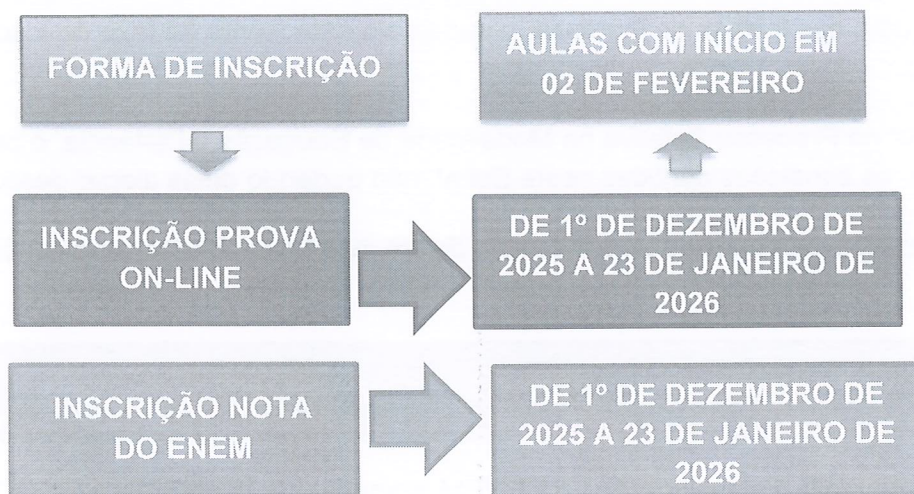 FORMA DE INSCRIÇÃO
AULAS COM INÍCIO EM
02 DE FEVEREIRO
INSCRIÇÃO PROVA
ON-LINE
DE 1º DE DEZEMBRO DE
2025 A 23 DE JANEIRO DE
2026
INSCRIÇÃO NOTA
DO ENEM
DE 1º DE DEZEMBRO DE
2025 A 23 DE JANEIRO DE
2026